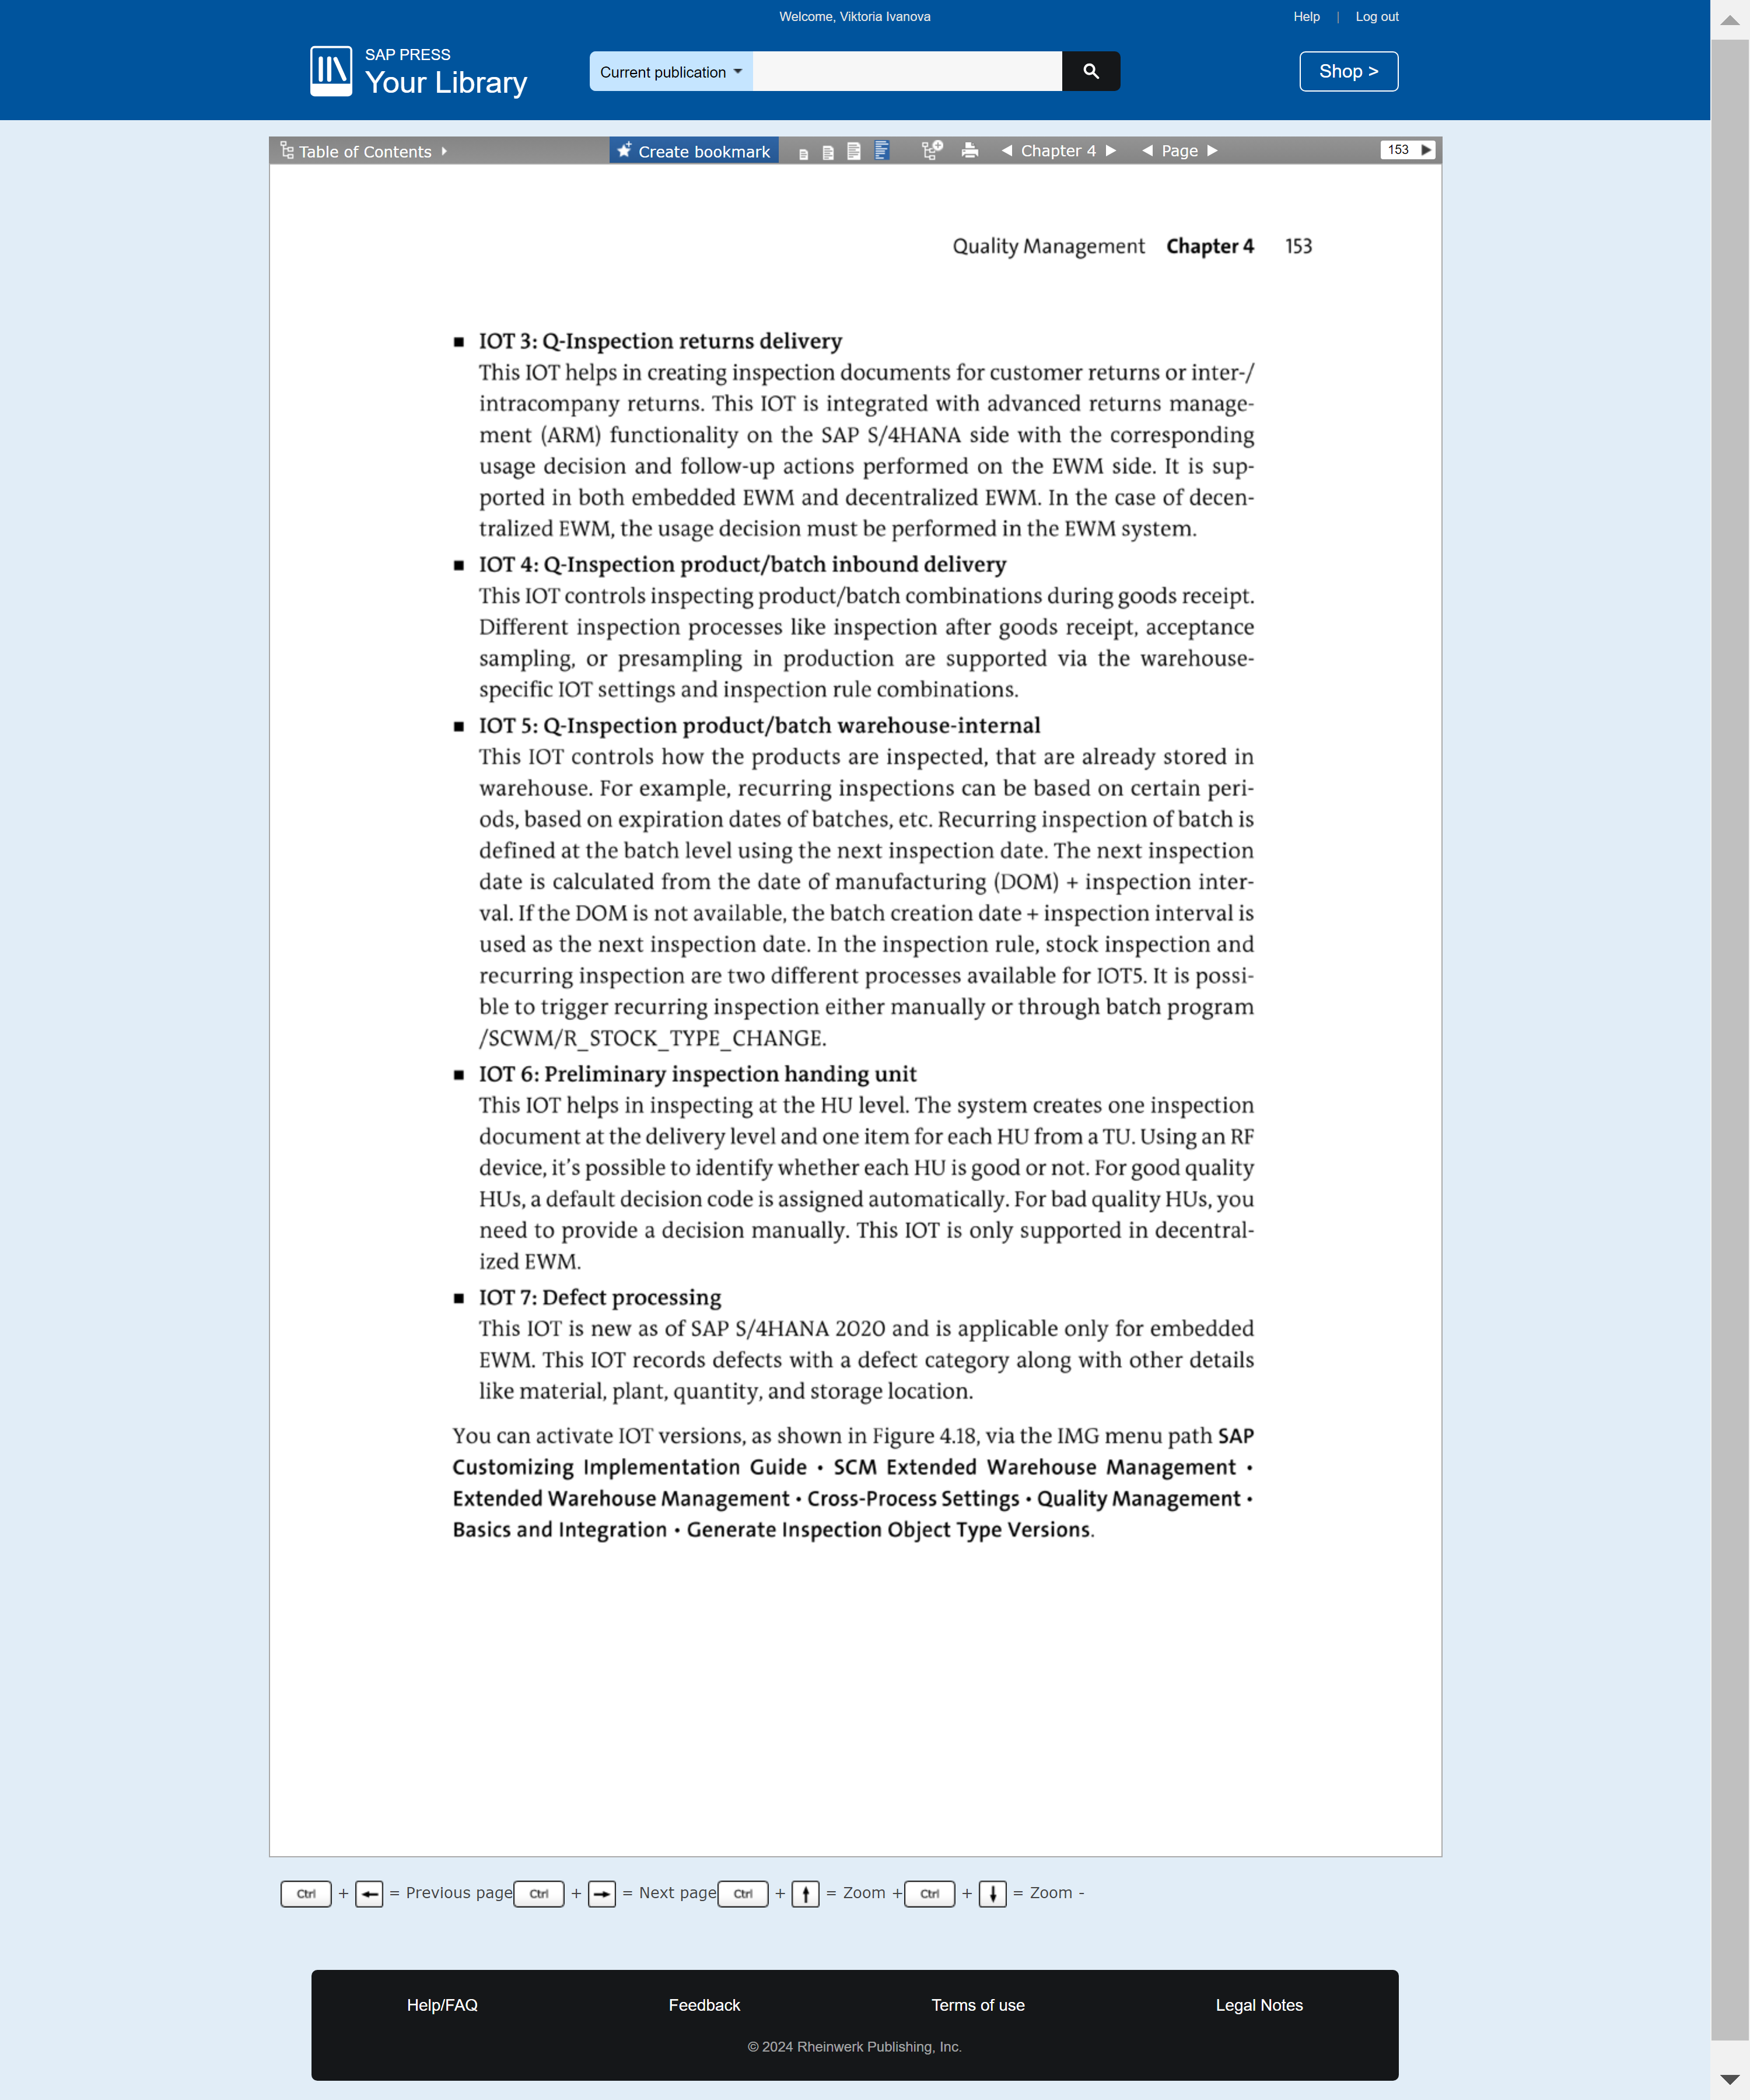 Welcome, Viktoria Ivanova
Help | Log out
SAP PRESS
Your Library
Current publication
Shop >
Table of Contents
Create bookmark
Chapter 4
Page
153
Quality Management Chapter 4 153
■ IOT 3: Q-Inspection returns delivery
This IOT helps in creating inspection documents for customer returns or inter-/
intracompany returns. This IOT is integrated with advanced returns manage-
ment (ARM) functionality on the SAP S/4HANA side with the corresponding
usage decision and follow-up actions performed on the EWM side. It is sup-
ported in both embedded EWM and decentralized EWM. In the case of decen-
tralized EWM, the usage decision must be performed in the EWM system.
■ IOT 4: Q-Inspection product/batch inbound delivery
This IOT controls inspecting product/batch combinations during goods receipt.
Different inspection processes like inspection after goods receipt, acceptance
sampling, or presampling in production are supported via the warehouse-
specific IOT settings and inspection rule combinations.
■ IOT 5: Q-Inspection product/batch warehouse-internal
This IOT controls how the products are inspected, that are already stored in
warehouse. For example, recurring inspections can be based on certain peri-
ods, based on expiration dates of batches, etc. Recurring inspection of batch is
defined at the batch level using the next inspection date. The next inspection
date is calculated from the date of manufacturing (DOM) + inspection inter-
val. If the DOM is not available, the batch creation date + inspection interval is
used as the next inspection date. In the inspection rule, stock inspection and
recurring inspection are two different processes available for IOT5. It is possi-
ble to trigger recurring inspection either manually or through batch program
/SCWM/R_STOCK_TYPE_CHANGE.
■ IOT 6: Preliminary inspection handing unit
This IOT helps in inspecting at the HU level. The system creates one inspection
document at the delivery level and one item for each HU from a TU. Using an RF
device, it's possible to identify whether each HU is good or not. For good quality
HUs, a default decision code is assigned automatically. For bad quality HUs, you
need to provide a decision manually. This IOT is only supported in decentral-
ized EWM.
■ IOT 7: Defect processing
This IOT is new as of SAP S/4HANA 2020 and is applicable only for embedded
EWM. This IOT records defects with a defect category along with other details
like material, plant, quantity, and storage location.
You can activate IOT versions, as shown in Figure 4.18, via the IMG menu path SAP
Customizing Implementation Guide • SCM Extended Warehouse Management •
Extended Warehouse Management • Cross-Process Settings • Quality Management •
Basics and Integration • Generate Inspection Object Type Versions.
Ctrl + ← = Previous page Ctrl + → = Next page Ctrl + ↑ = Zoom + Ctrl + ↓ = Zoom -
Help/FAQ Feedback Terms of use Legal Notes
© 2024 Rheinwerk Publishing, Inc.